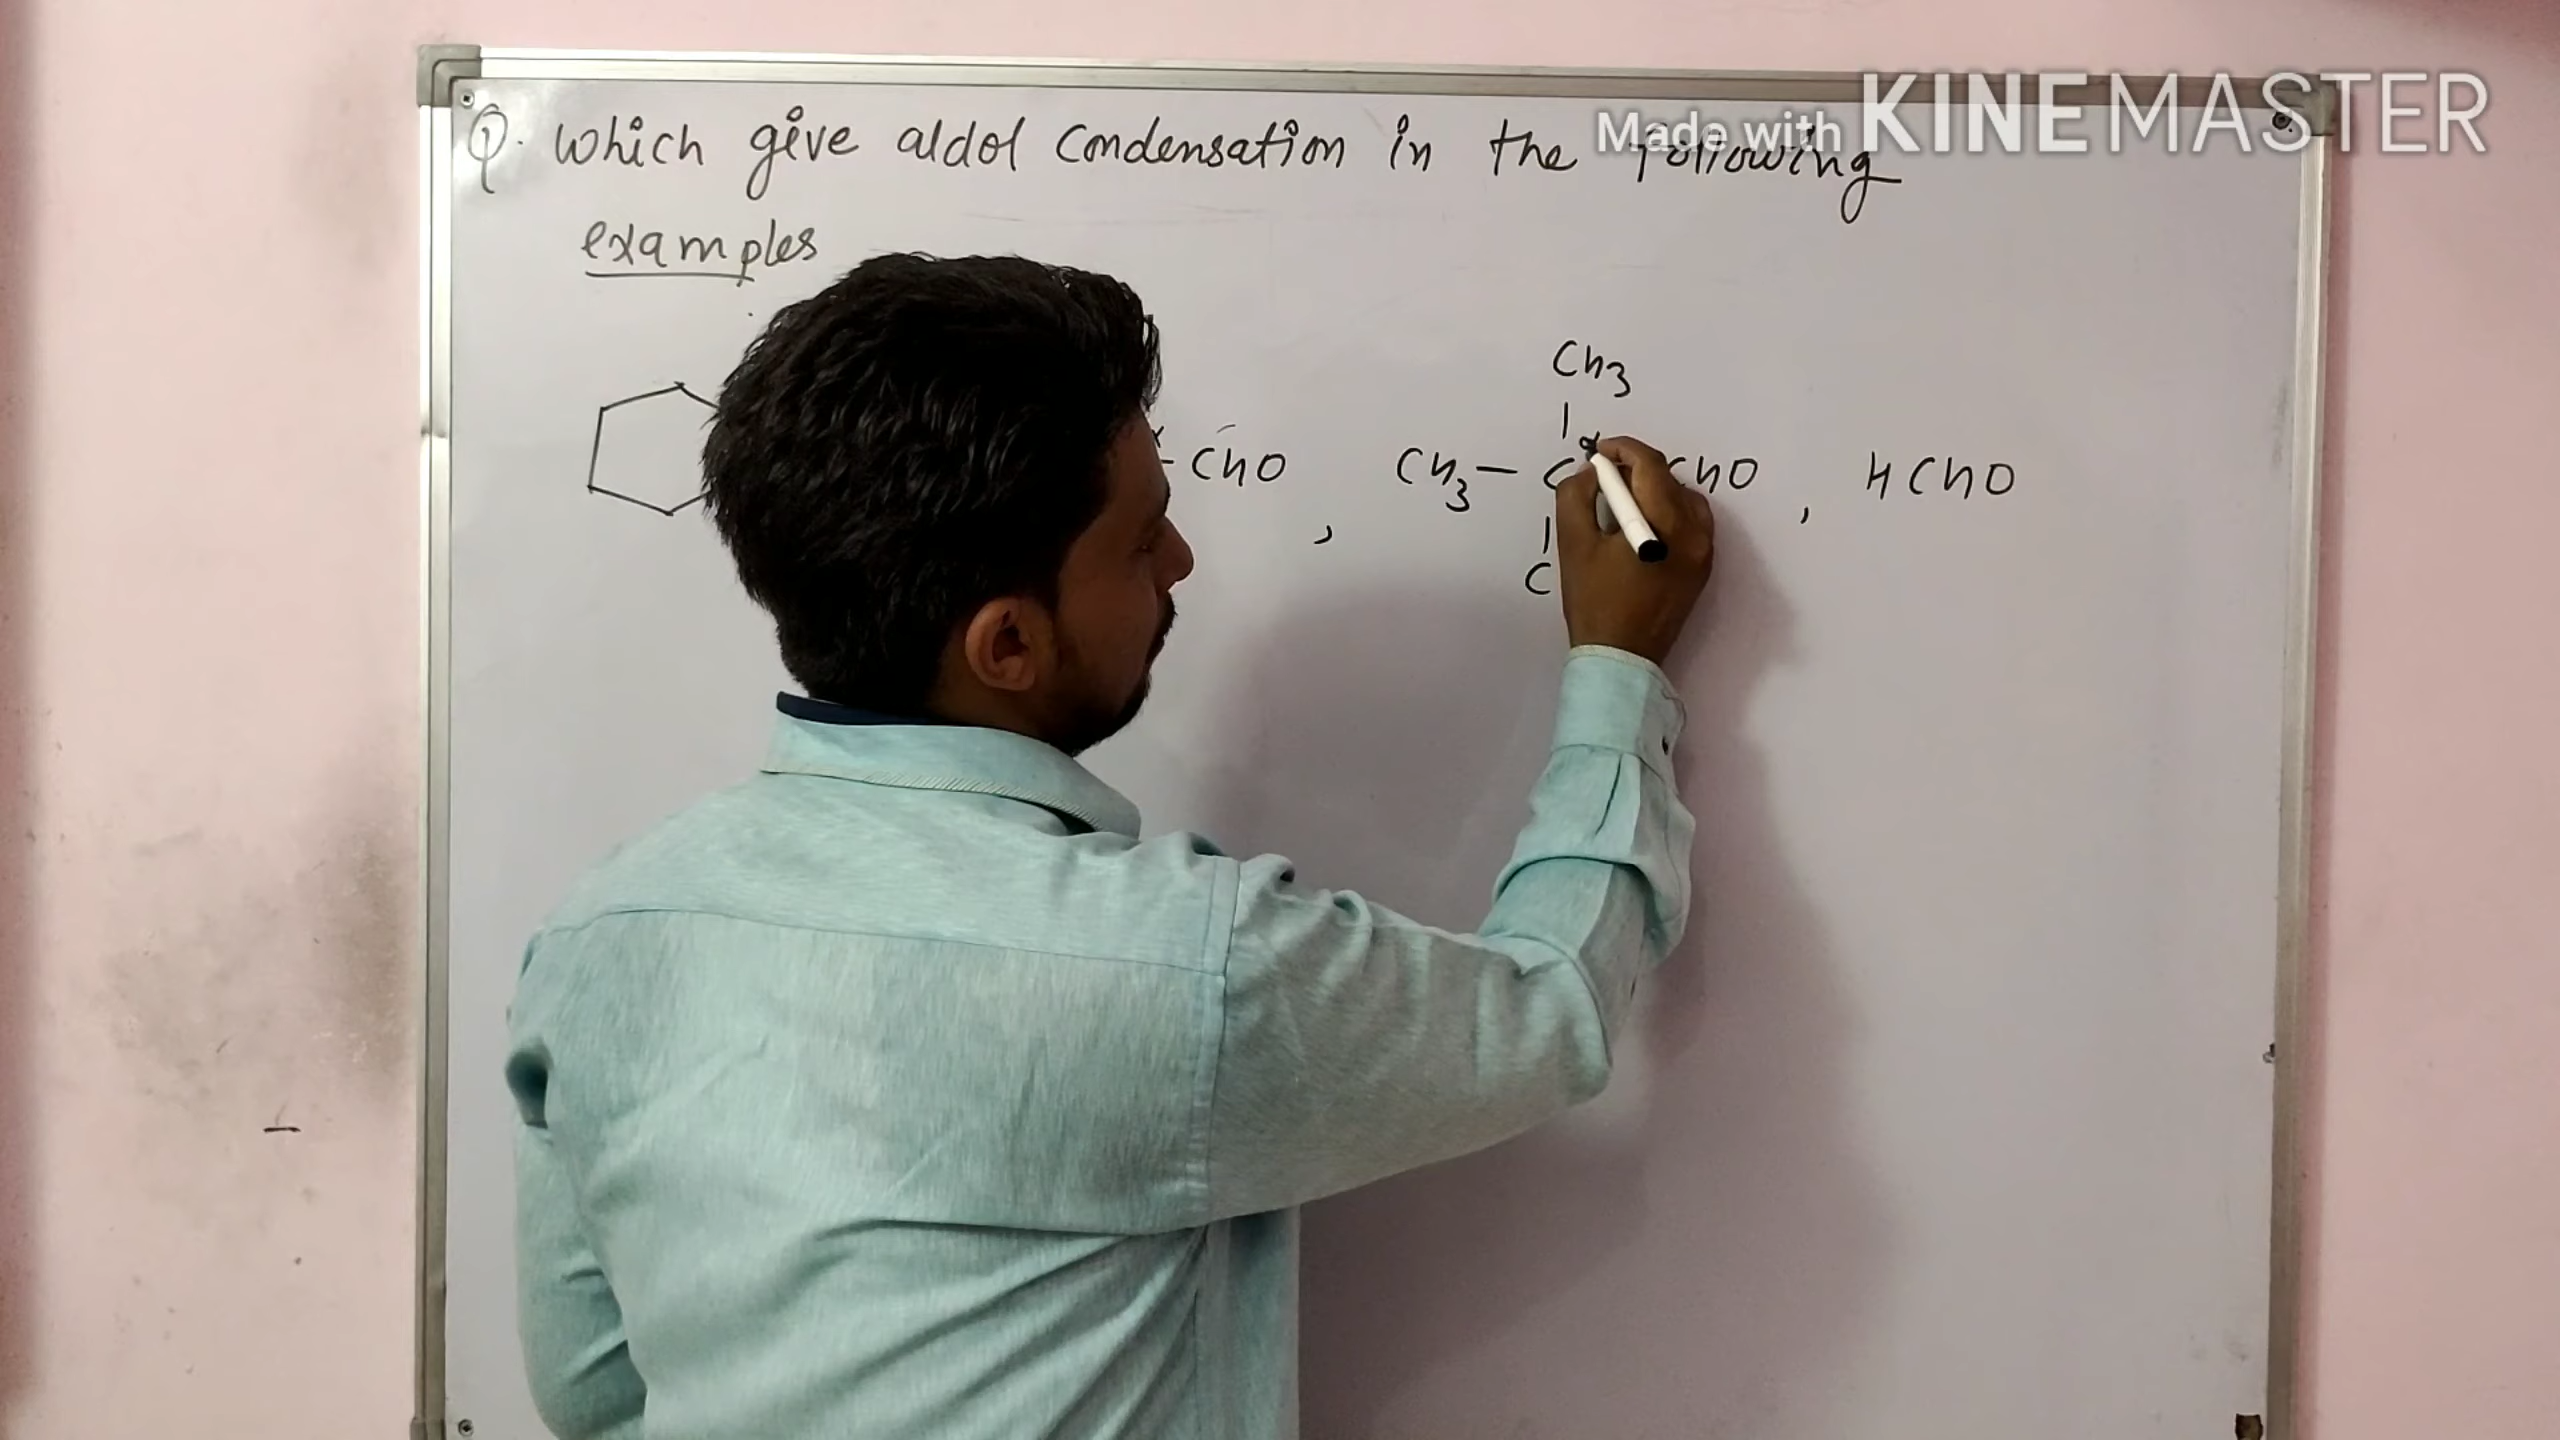 Made with KINEMASTER
Q. Which give aldol Condensation in the following
examples
CH3
α
CHO , CH3 — C CHO , HCHO
C